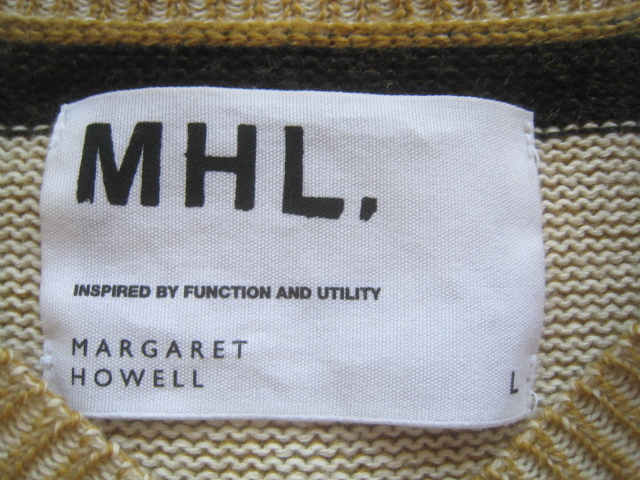 MHL.
INSPIRED BY FUNCTION AND UTILITY
MARGARET
HOWELL
L